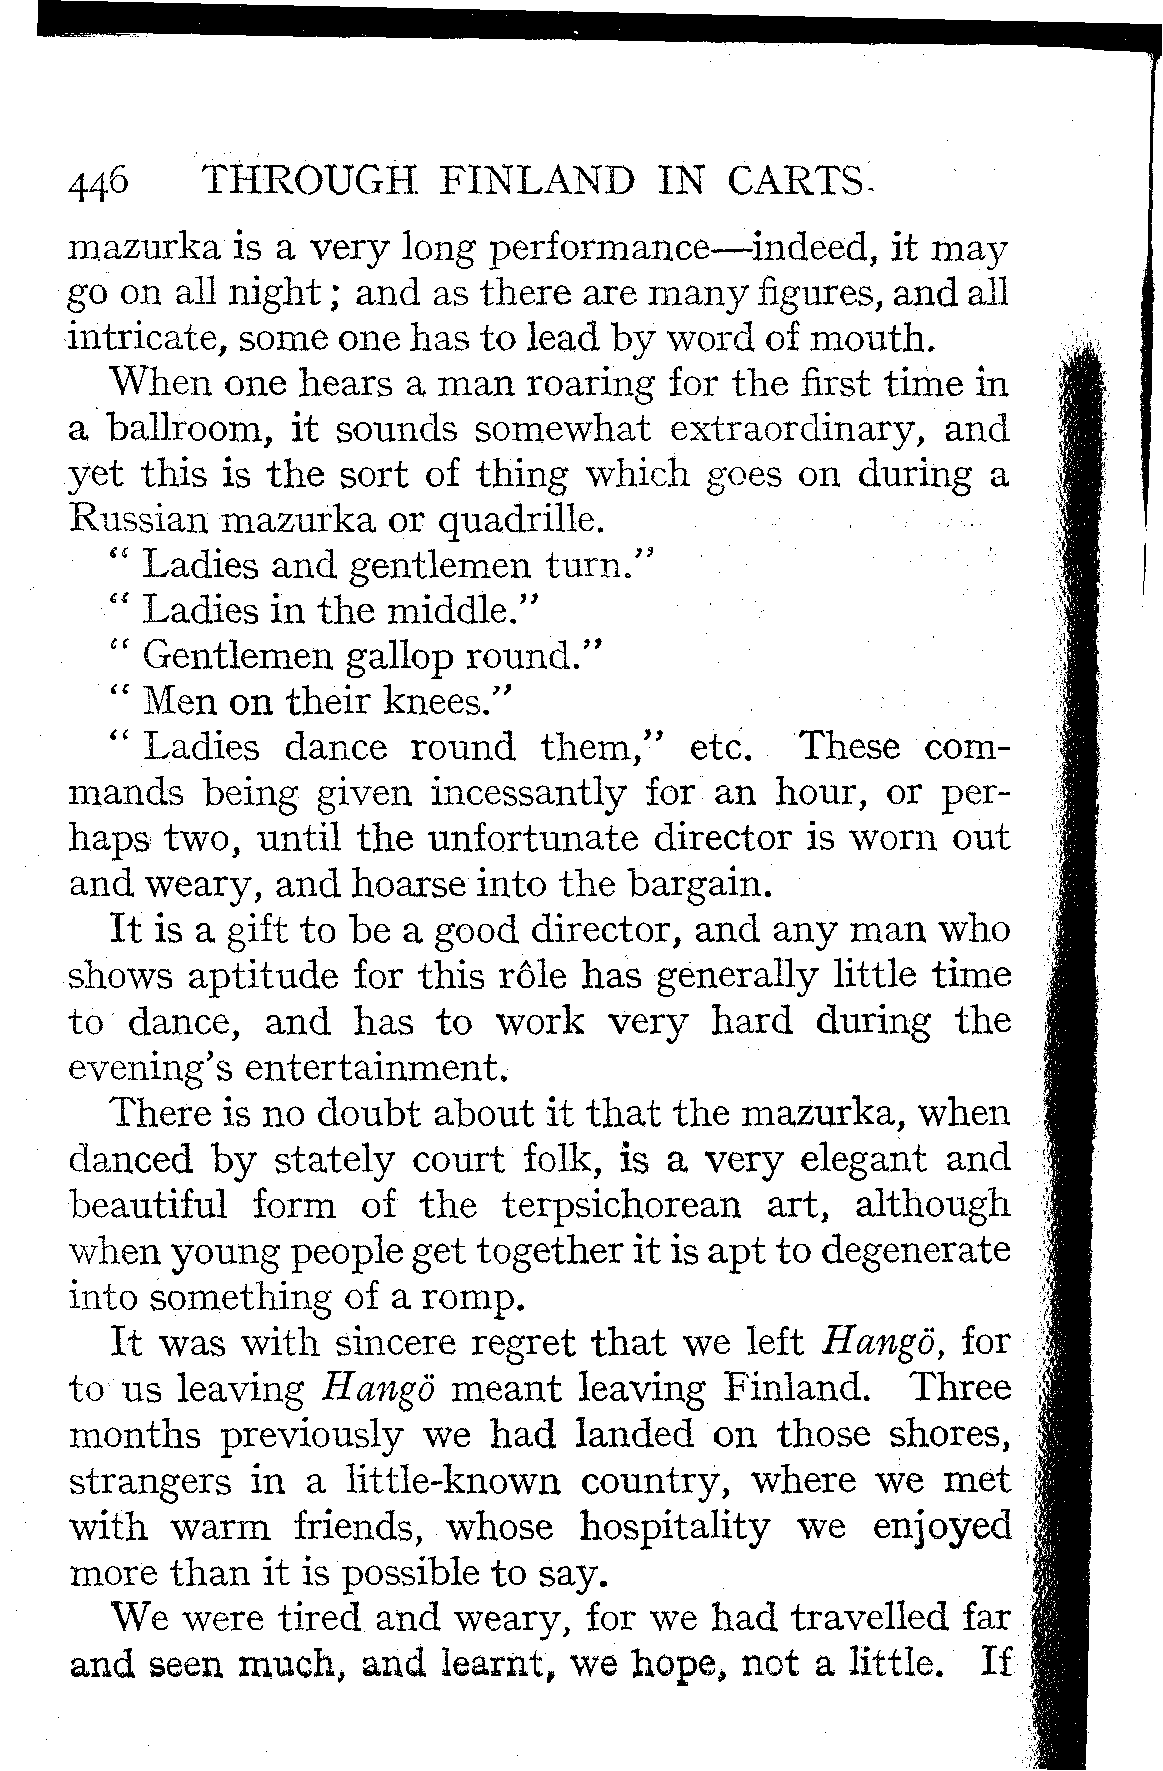 446 THROUGH FINLAND IN CARTS.
mazurka is a very long performance—indeed, it may
go on all night; and as there are many figures, and all
intricate, some one has to lead by word of mouth.
When one hears a man roaring for the first time in
a ballroom, it sounds somewhat extraordinary, and
yet this is the sort of thing which goes on during a
Russian mazurka or quadrille.
“ Ladies and gentlemen turn.”
“ Ladies in the middle.”
“ Gentlemen gallop round.”
“ Men on their knees.”
“ Ladies dance round them,” etc. These com-
mands being given incessantly for an hour, or per-
haps two, until the unfortunate director is worn out
and weary, and hoarse into the bargain.
It is a gift to be a good director, and any man who
shows aptitude for this rôle has generally little time
to dance, and has to work very hard during the
evening’s entertainment.
There is no doubt about it that the mazurka, when
danced by stately court folk, is a very elegant and
beautiful form of the terpsichorean art, although
when young people get together it is apt to degenerate
into something of a romp.
It was with sincere regret that we left Hangö, for
to us leaving Hangö meant leaving Finland. Three
months previously we had landed on those shores,
strangers in a little-known country, where we met
with warm friends, whose hospitality we enjoyed
more than it is possible to say.
We were tired and weary, for we had travelled far
and seen much, and learnt, we hope, not a little. If